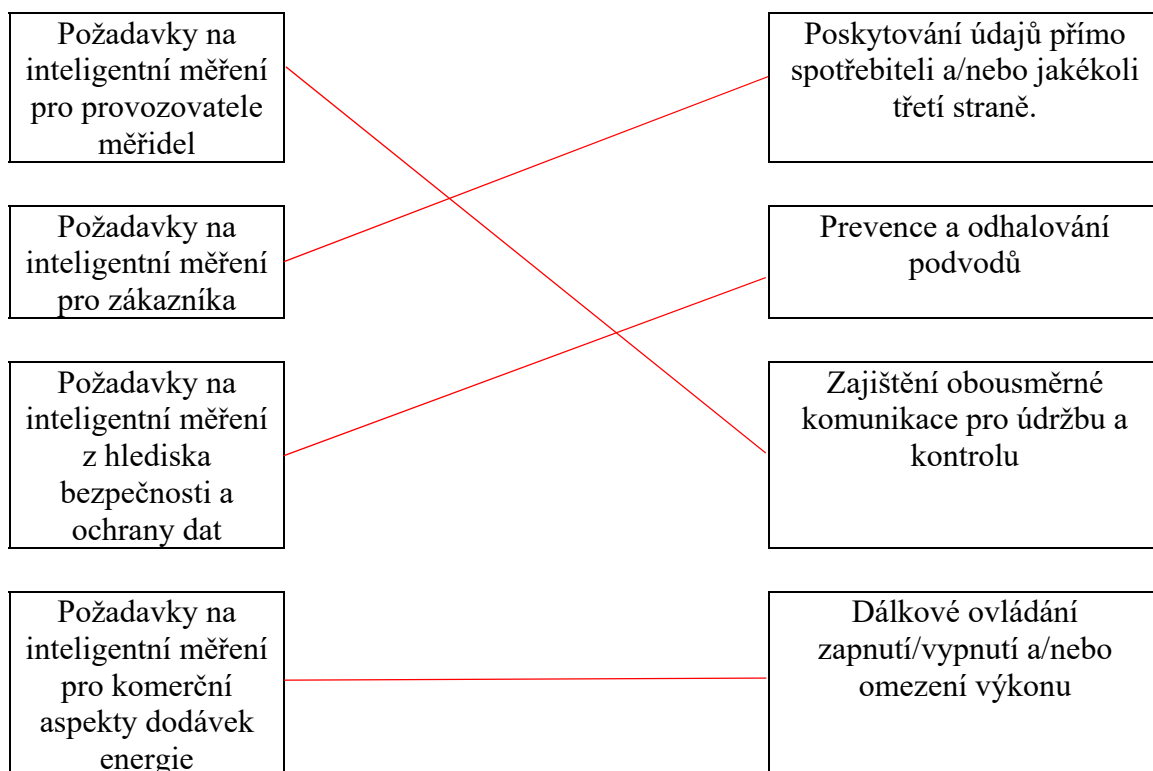 Požadavky na
inteligentní měření
pro provozovatele
měřidel
Poskytování údajů přímo
spotřebiteli a/nebo jakékoli
třetí straně.
Požadavky na
inteligentní měření
pro zákazníka
Prevence a odhalování
podvodů
Požadavky na
inteligentní měření
z hlediska
bezpečnosti a
ochrany dat
Zajištění obousměrné
komunikace pro údržbu a
kontrolu
Požadavky na
inteligentní měření
pro komerční
aspekty dodávek
energie
Dálkové ovládání
zapnutí/vypnutí a/nebo
omezení výkonu